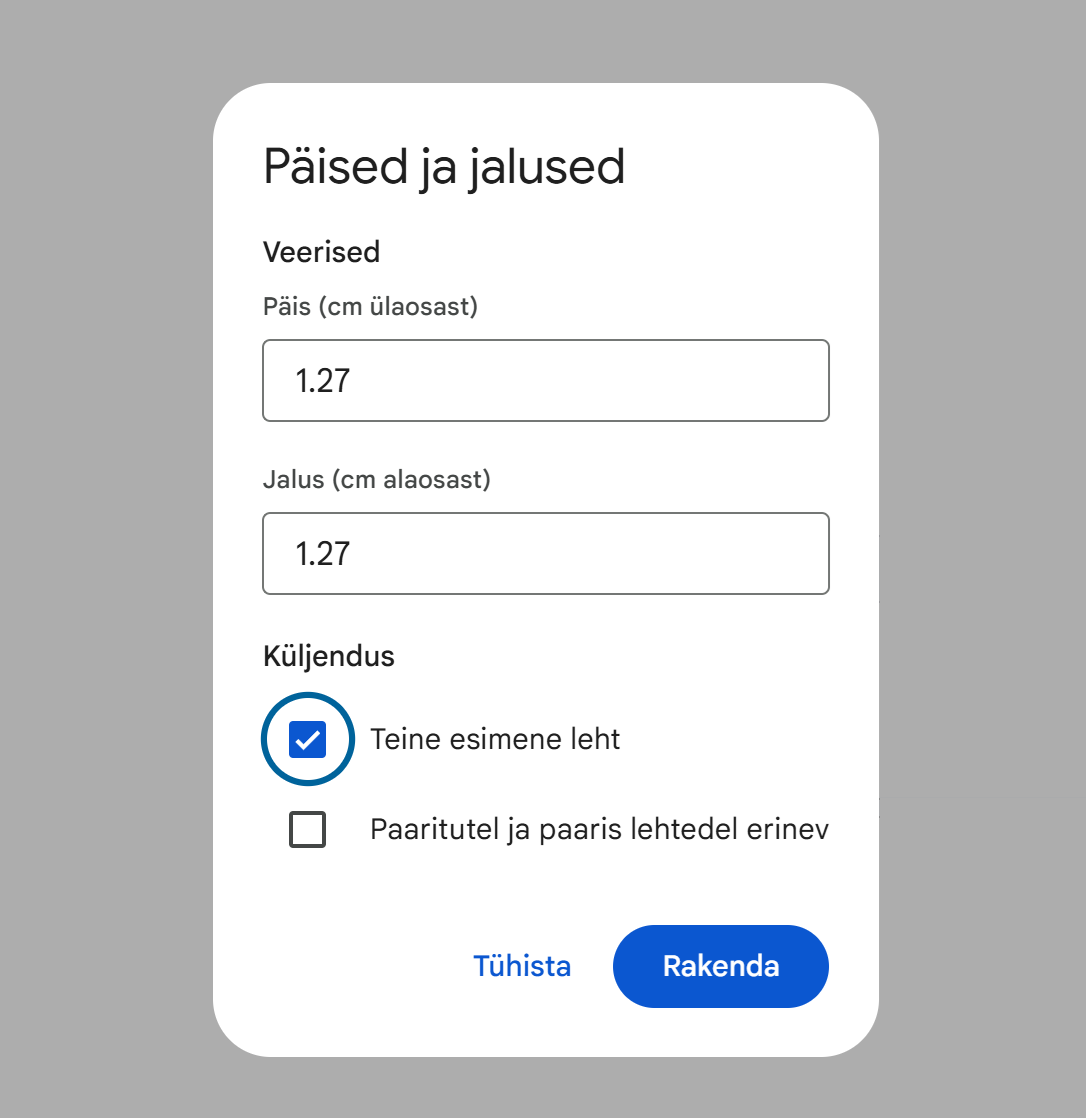 Päised ja jalused
Veerised
Päis (cm ülaosast)
1.27
Jalus (cm alaosast)
1.27
Küljendus
Teine esimene leht
Paaritutel ja paaris lehtedel erinev
Tühista
Rakenda